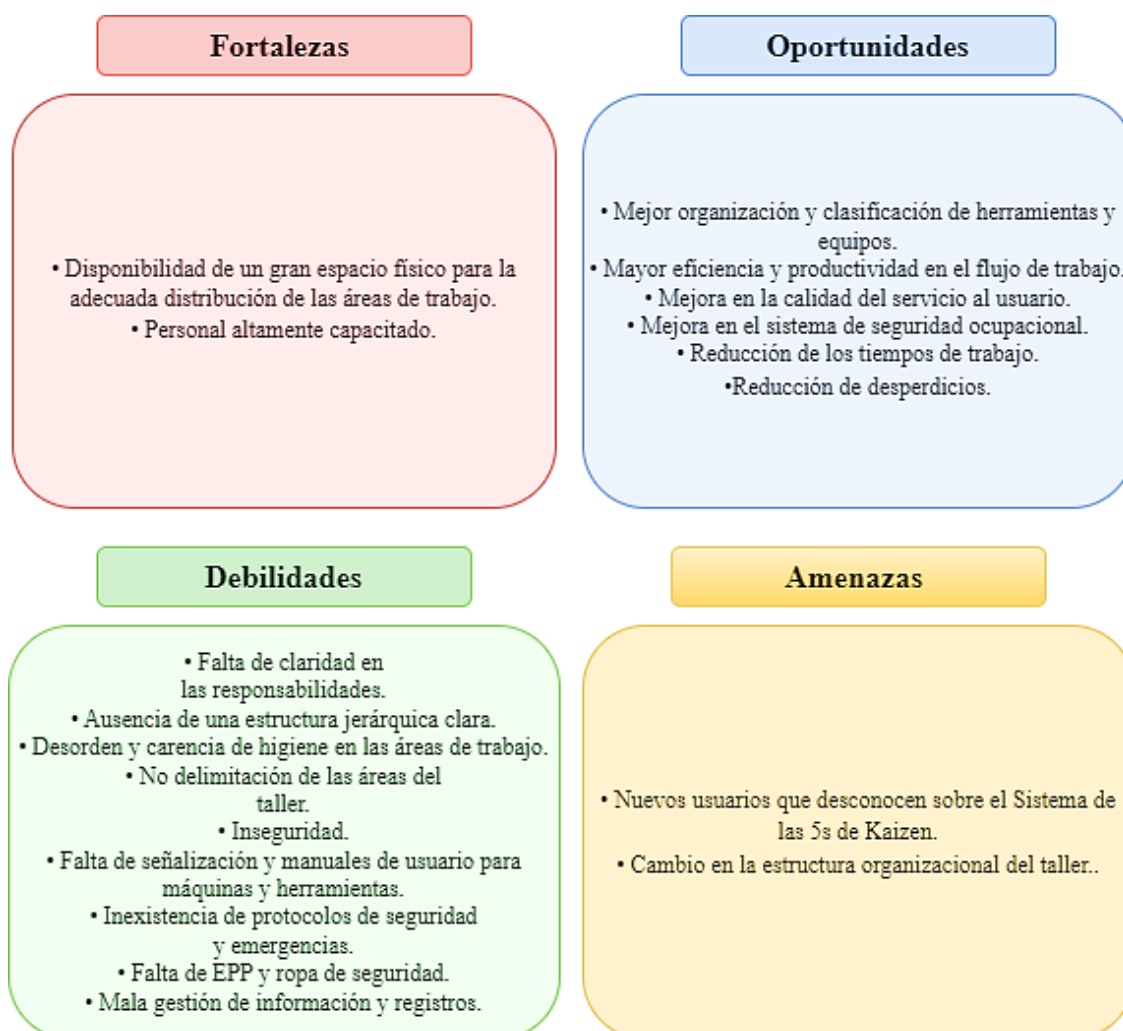 Fortalezas
• Disponibilidad de un gran espacio físico para la
adecuada distribución de las áreas de trabajo.
• Personal altamente capacitado.
Oportunidades
• Mejor organización y clasificación de herramientas y
equipos.
• Mayor eficiencia y productividad en el flujo de trabajo.
• Mejora en la calidad del servicio al usuario.
• Mejora en el sistema de seguridad ocupacional.
• Reducción de los tiempos de trabajo.
•Reducción de desperdicios.
Debilidades
• Falta de claridad en
las responsabilidades.
• Ausencia de una estructura jerárquica clara.
• Desorden y carencia de higiene en las áreas de trabajo.
• No delimitación de las áreas del
taller.
• Inseguridad.
• Falta de señalización y manuales de usuario para
máquinas y herramientas.
• Inexistencia de protocolos de seguridad
y emergencias.
• Falta de EPP y ropa de seguridad.
• Mala gestión de información y registros.
Amenazas
• Nuevos usuarios que desconocen sobre el Sistema de
las 5s de Kaizen.
• Cambio en la estructura organizacional del taller..